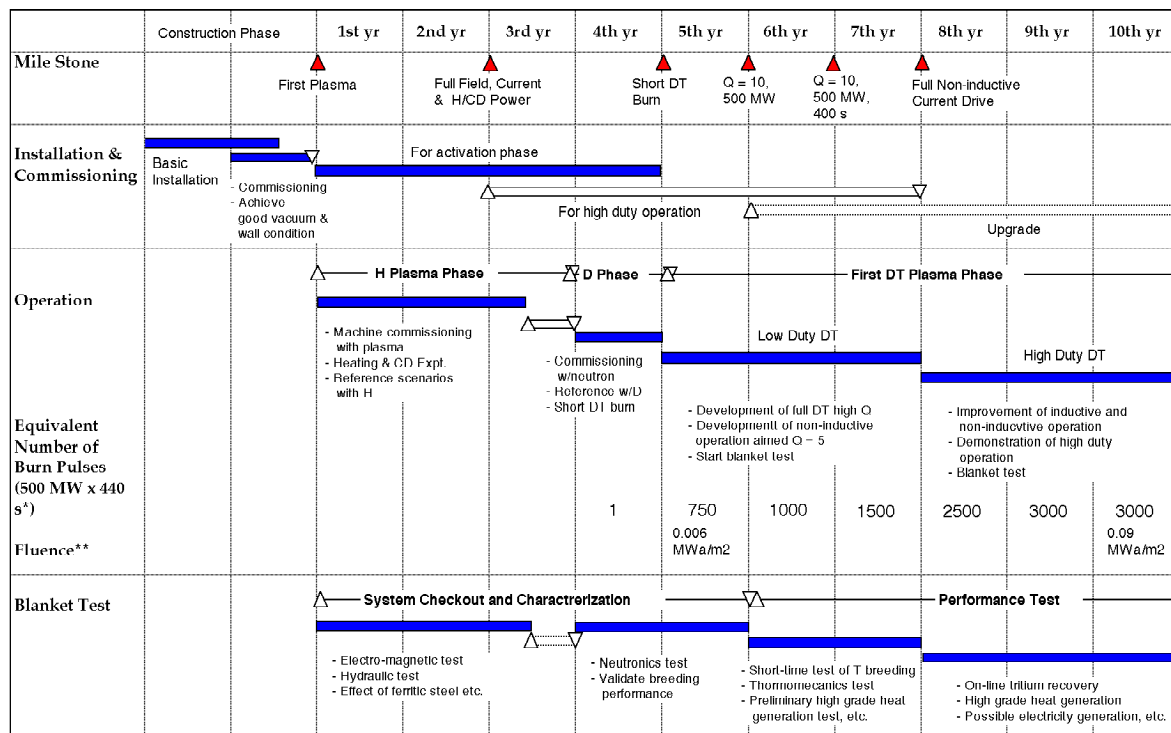 Construction Phase
1st yr
2nd yr
3rd yr
4th yr
5th yr
6th yr
7th yr
8th yr
9th yr
10th yr
Mile Stone
First Plasma
Full Field, Current
& H/CD Power
Short DT
Burn
Q = 10,
500 MW
Q = 10,
500 MW,
400 s
Full Non-inductive
Current Drive
Installation &
Commissioning
Basic
Installation
- Commissioning
- Achieve
good vacuum &
wall condition
For activation phase
For high duty operation
Upgrade
Operation
H Plasma Phase
D Phase
First DT Plasma Phase
- Machine commissioning
with plasma
- Heating & CD Expt.
- Reference scenarios
with H
- Commissioning
w/neutron
- Reference w/D
- Short DT burn
Low Duty DT
High Duty DT
- Development of full DT high Q
- Developmentt of non-inductive
operation aimed Q = 5
- Start blanket test
- Improvement of inductive and
non-inducvtive operation
- Demonstration of high duty
operation
- Blanket test
Equivalent
Number of
Burn Pulses
(500 MW x 440
s*)
1
750
1000
1500
2500
3000
3000
Fluence**
0.006
MWa/m2
0.09
MWa/m2
Blanket Test
System Checkout and Charactrerization
Performance Test
- Electro-magnetic test
- Hydraulic test
- Effect of ferritic steel etc.
- Neutronics test
- Validate breeding
performance
- Short-time test of T breeding
- Thormomecanics test
- Preliminary high grade heat
generation test, etc.
- On-line tritium recovery
- High grade heat generation
- Possible electricity generation, etc.